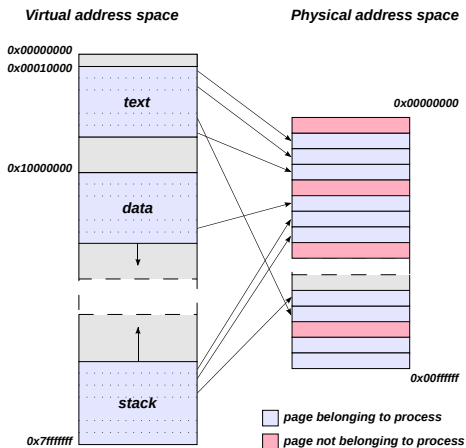 Virtual address space
Physical address space
0x00000000
0x00010000
text
0x10000000
data
stack
0x7fffffff
0x00000000
0x00ffffff
page belonging to process
page not belonging to process